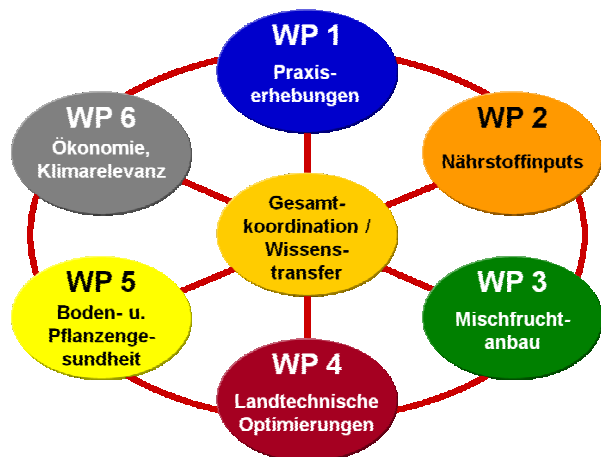 WP 1
Praxis-
erhebungen
WP 2
Nährstoffinputs
WP 3
Mischfrucht-
anbau
WP 4
Landtechnische
Optimierungen
WP 5
Boden- u.
Pflanzenge-
sundheit
WP 6
Ökonomie,
Klimarelevanz
Gesamt-
koordination /
Wissens-
transfer